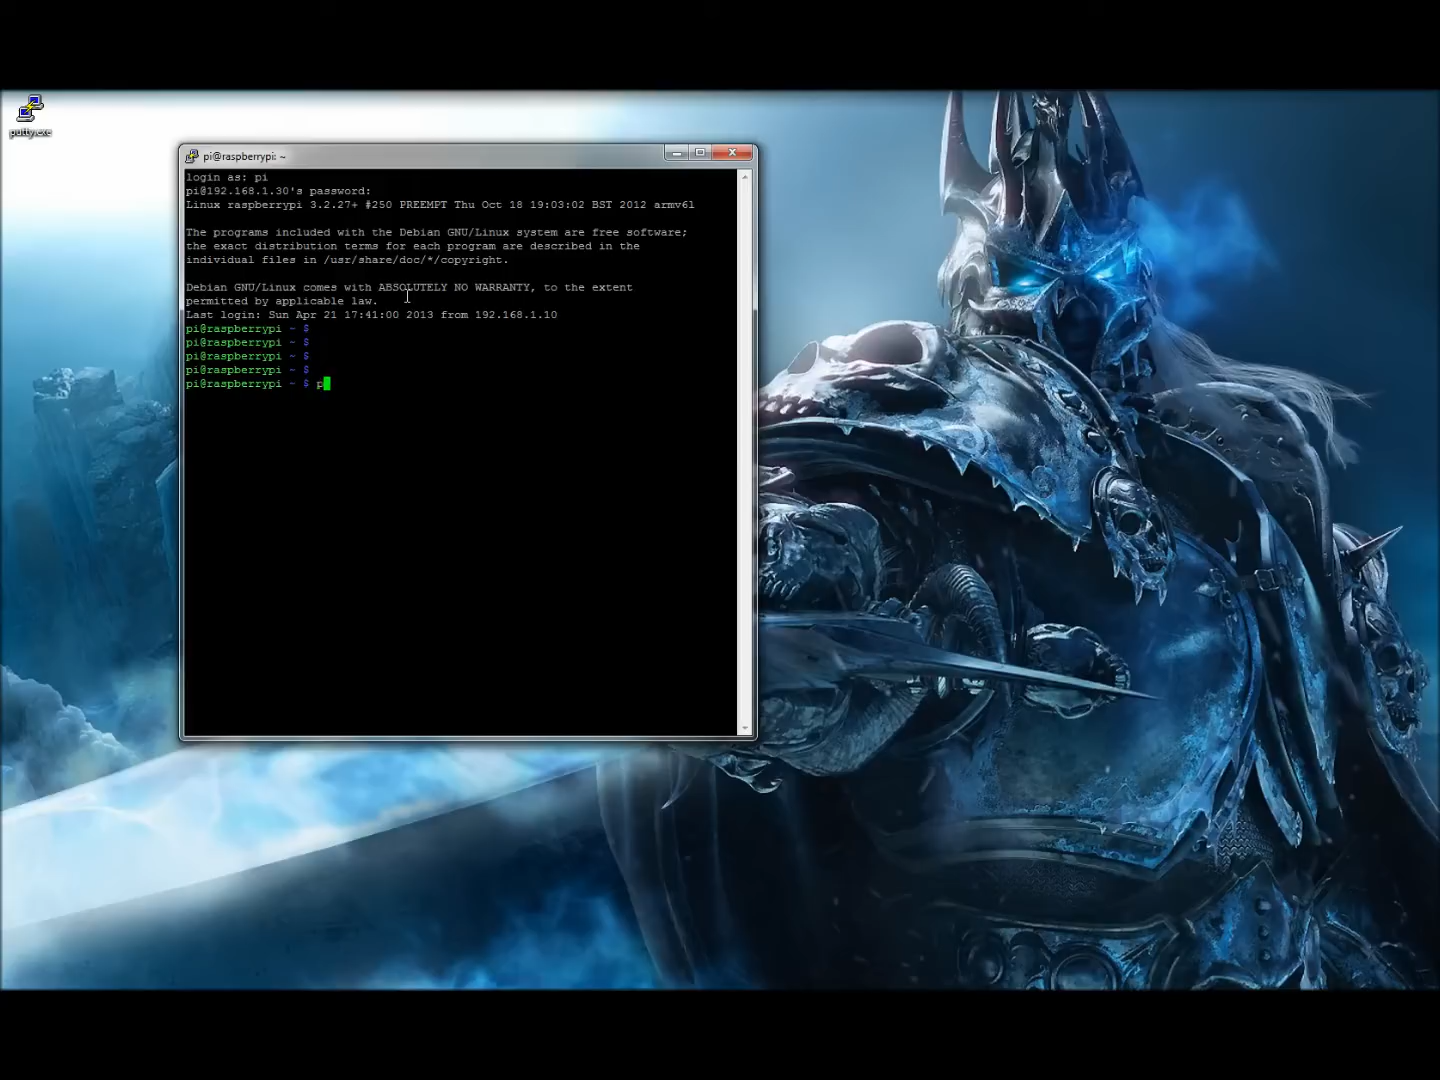 putty.exe
pi@raspberrypi: ~
login as: pi
pi@192.168.1.30's password:
Linux raspberrypi 3.2.27+ #250 PREEMPT Thu Oct 18 19:03:02 BST 2012 armv6l
The programs included with the Debian GNU/Linux system are free software;
the exact distribution terms for each program are described in the
individual files in /usr/share/doc/*/copyright.
Debian GNU/Linux comes with ABSOLUTELY NO WARRANTY, to the extent
permitted by applicable law.
Last login: Sun Apr 21 17:41:00 2013 from 192.168.1.10
pi@raspberrypi ~ $
pi@raspberrypi ~ $
pi@raspberrypi ~ $
pi@raspberrypi ~ $
pi@raspberrypi ~ $ p